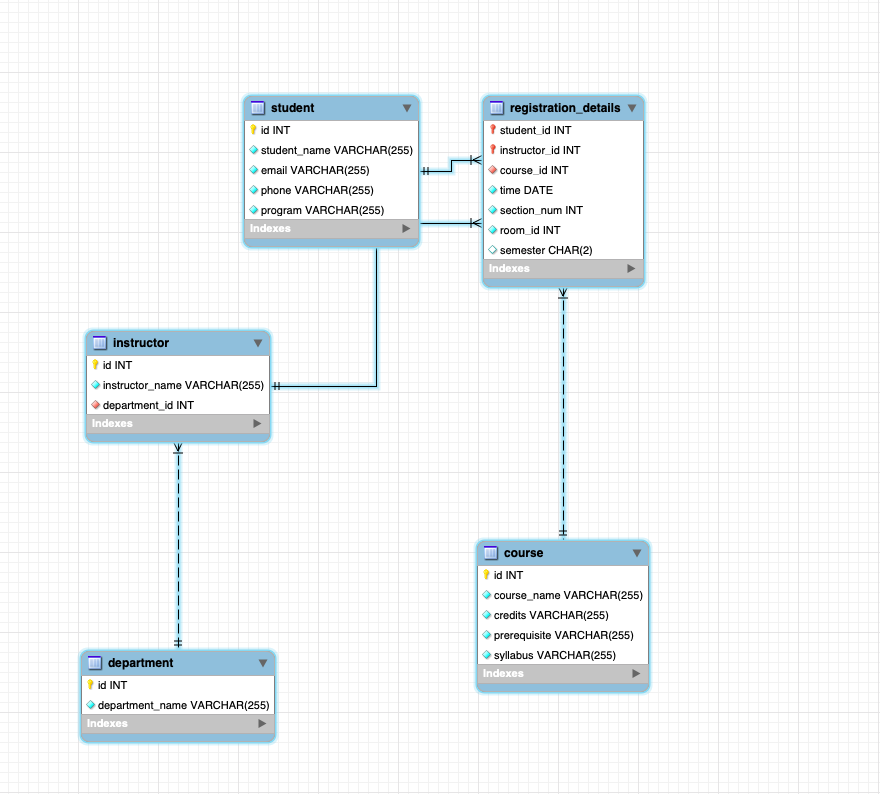 student
id INT
student_name VARCHAR(255)
email VARCHAR(255)
phone VARCHAR(255)
program VARCHAR(255)
Indexes
registration_details
student_id INT
instructor_id INT
course_id INT
time DATE
section_num INT
room_id INT
semester CHAR(2)
Indexes
instructor
id INT
instructor_name VARCHAR(255)
department_id INT
Indexes
course
id INT
course_name VARCHAR(255)
credits VARCHAR(255)
prerequisite VARCHAR(255)
syllabus VARCHAR(255)
Indexes
department
id INT
department_name VARCHAR(255)
Indexes